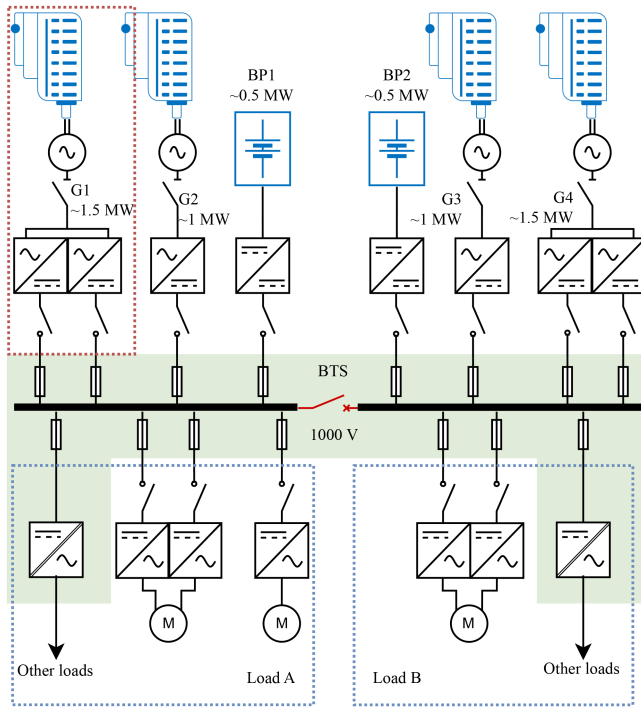 BP1
~0.5 MW
BP2
~0.5 MW
G1
~1.5 MW
G2
~1 MW
G3
~1 MW
G4
~1.5 MW
BTS
1000 V
M
M
M
Other loads
Load A
Load B
Other loads